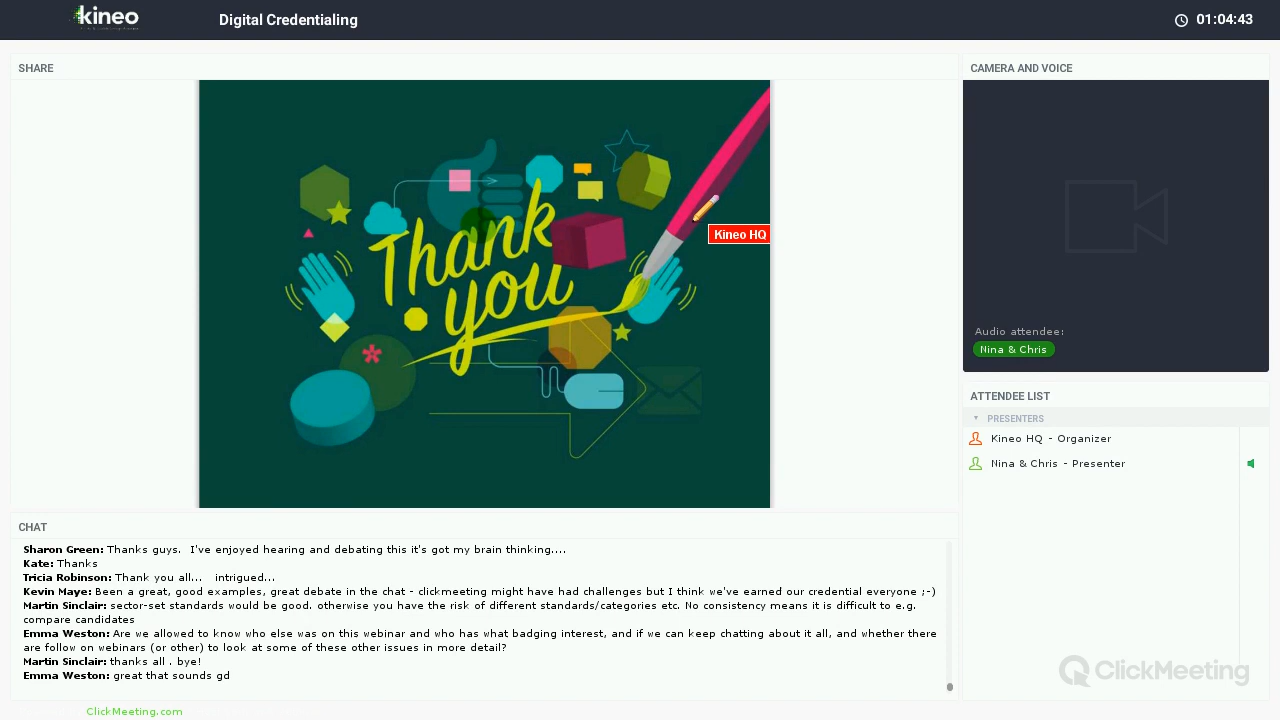 kineo
Digital Credentialing
01:04:43
SHARE
CAMERA AND VOICE
Thank
you
Kineo HQ
Audio attendee:
Nina & Chris
ATTENDEE LIST
PRESENTERS
Kineo HQ - Organizer
Nina & Chris - Presenter
CHAT
Sharon Green: Thanks guys.  I've enjoyed hearing and debating this it's got my brain thinking....
Kate: Thanks
Tricia Robinson: Thank you all...   intrigued...
Kevin Maye: Been a great, good examples, great debate in the chat - clickmeeting might have had challenges but I think we've earned our credential everyone ;-)
Martin Sinclair: sector-set standards would be good. otherwise you have the risk of different standards/categories etc. No consistency means it is difficult to e.g.
compare candidates
Emma Weston: Are we allowed to know who else was on this webinar and who has what badging interest, and if we can keep chatting about it all, and whether there
are follow on webinars (or other) to look at some of these other issues in more detail?
Martin Sinclair: thanks all . bye!
Emma Weston: great that sounds gd
ClickMeeting
ClickMeeting.com